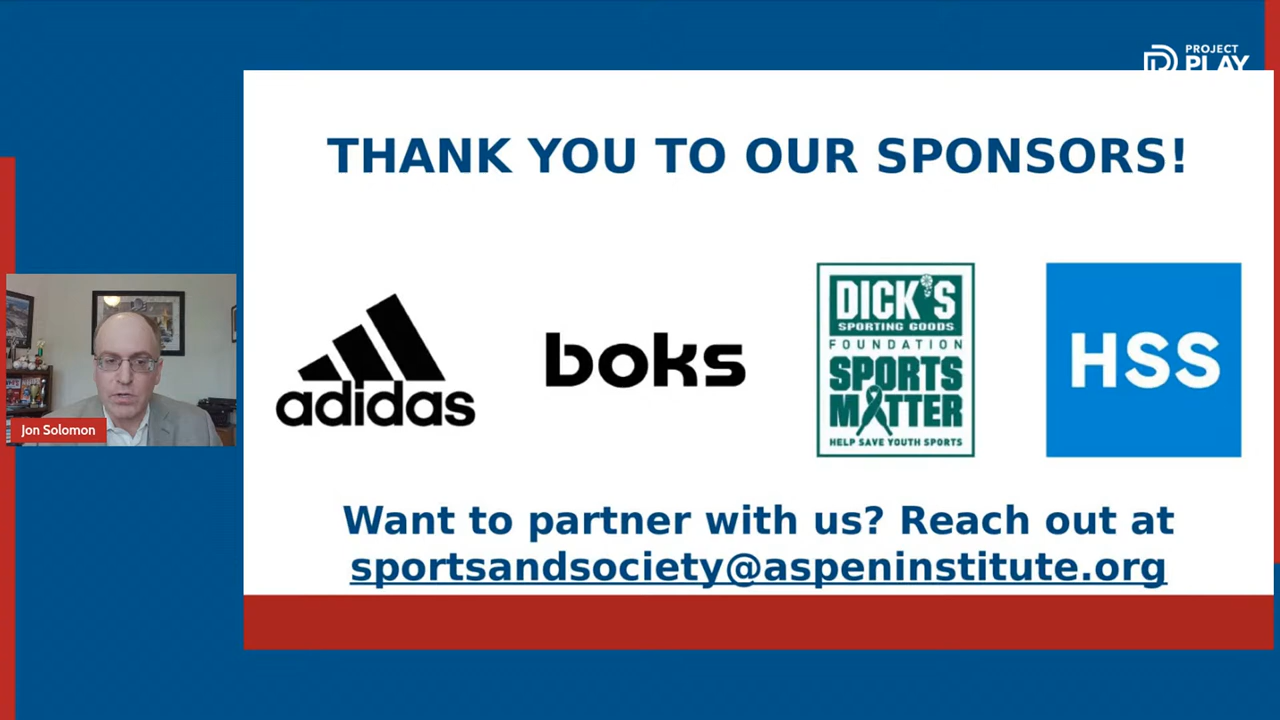 PROJECT
PLAY
THANK YOU TO OUR SPONSORS!
adidas
boks
DICK'S
SPORTING GOODS
FOUNDATION
SPORTS
MATTER
HELP SAVE YOUTH SPORTS
HSS
Jon Solomon
Want to partner with us? Reach out at
sportsandsociety@aspeninstitute.org